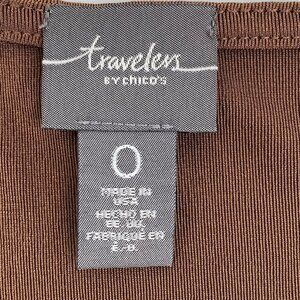 travelers
BY CHICO'S
0
MADE IN
USA
HECHO EN
EE. UU.
FABRIQUÉ EN
É.-U.